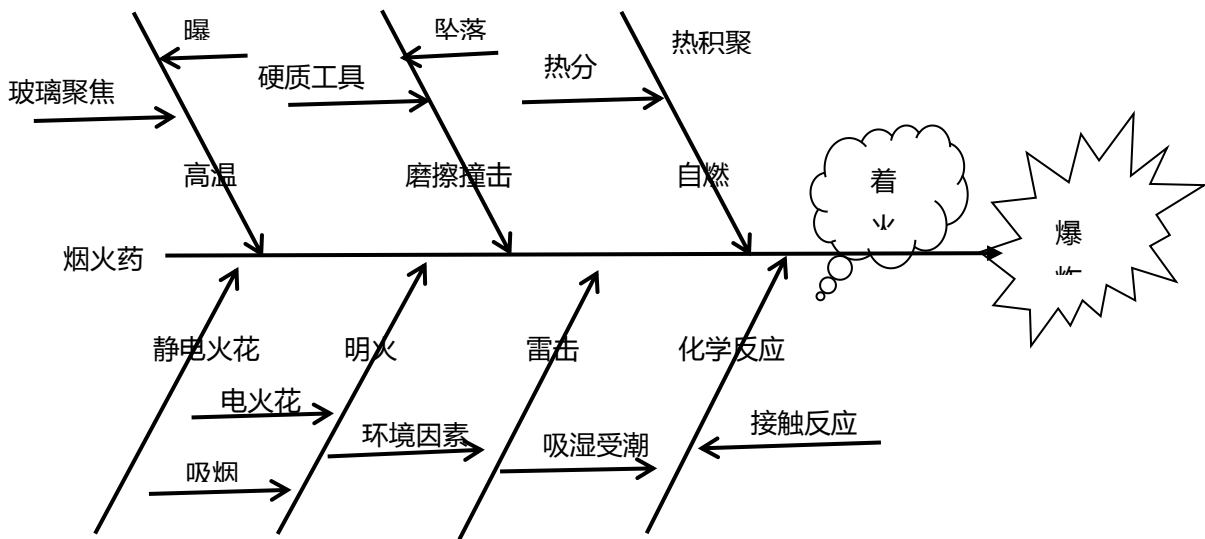 曝
坠落
热积聚
热分
硬质工具
玻璃聚焦
高温
磨擦撞击
自燃
着
火
爆
烟火药
静电火花
明火
雷击
化学反应
电火花
环境因素
接触反应
吸湿受潮
吸烟